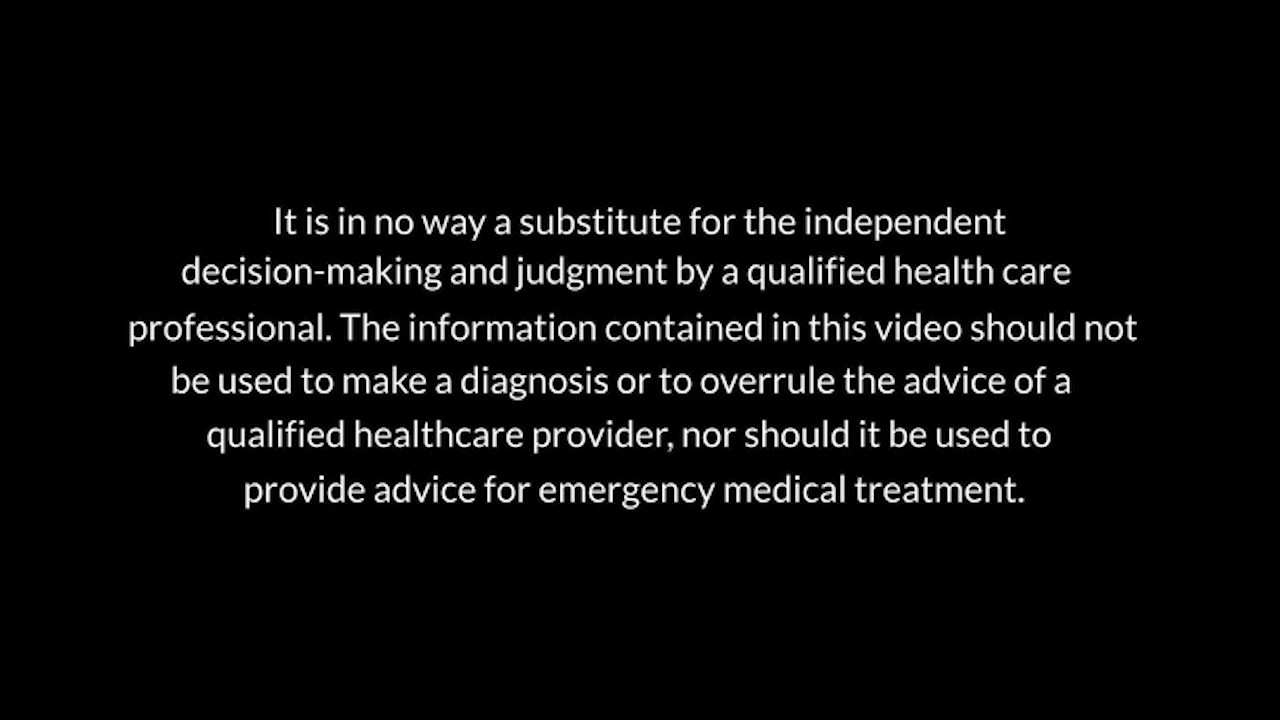 It is in no way a substitute for the independent
decision-making and judgment by a qualified health care
professional. The information contained in this video should not
be used to make a diagnosis or to overrule the advice of a
qualified healthcare provider, nor should it be used to
provide advice for emergency medical treatment.